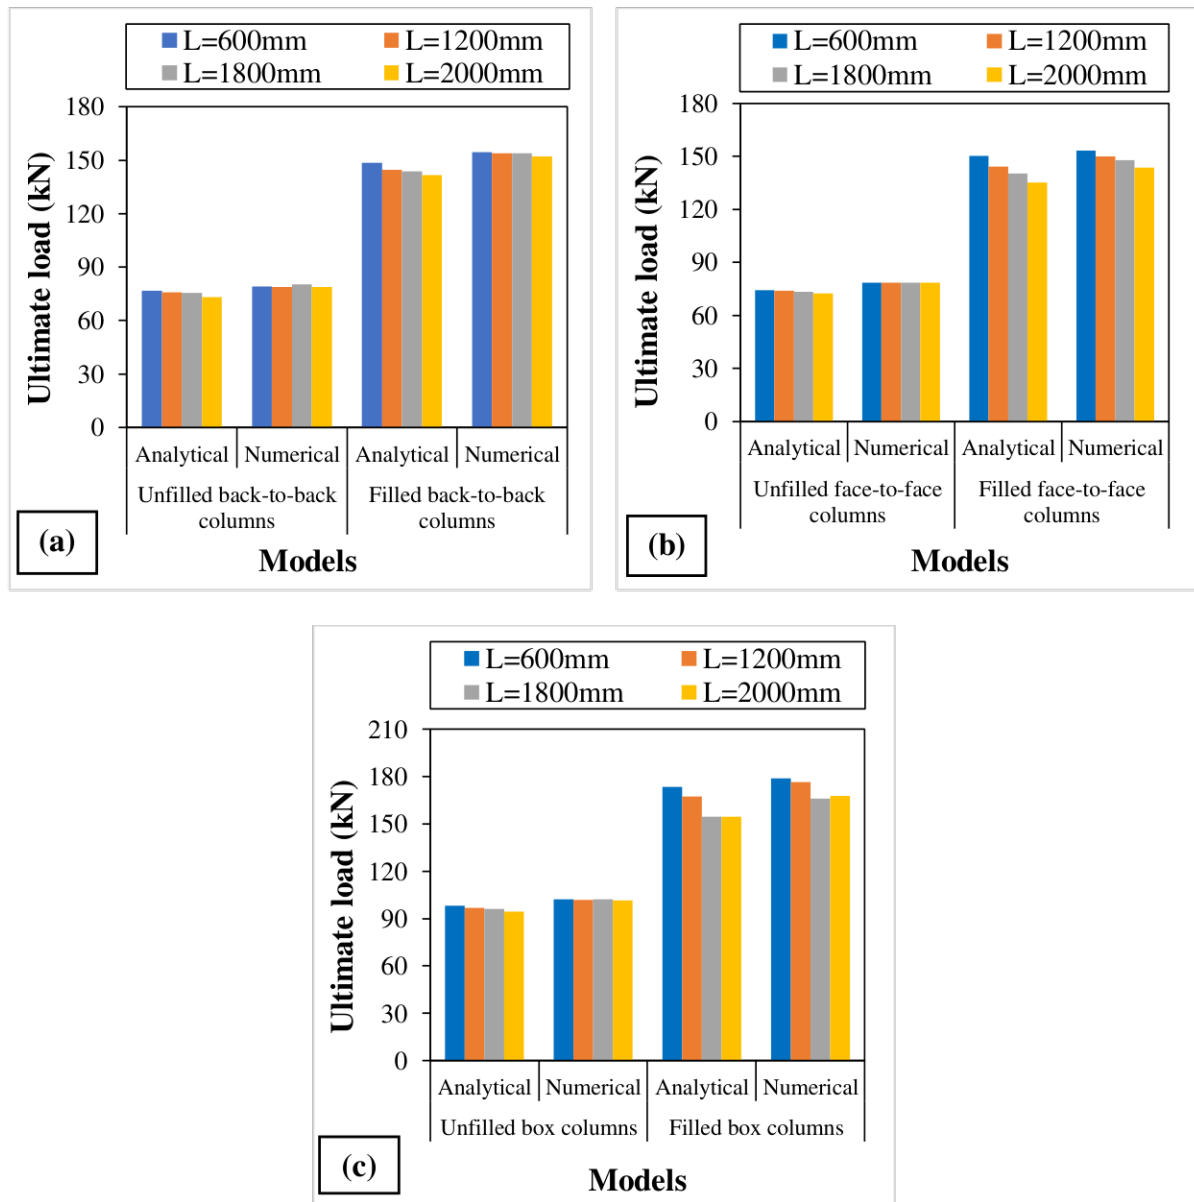 L=600mm
L=1200mm
L=1800mm
L=2000mm
180
150
120
90
60
30
0
Ultimate load (kN)
Analytical
Numerical
Analytical
Numerical
Unfilled back-to-back
columns
Filled back-to-back
columns
Models
(a)
L=600mm
L=1200mm
L=1800mm
L=2000mm
180
150
120
90
60
30
0
Ultimate load (kN)
Analytical
Numerical
Analytical
Numerical
Unfilled face-to-face
columns
Filled face-to-face
columns
Models
(b)
L=600mm
L=1200mm
L=1800mm
L=2000mm
210
180
150
120
90
60
30
0
Ultimate load (kN)
Analytical
Numerical
Analytical
Numerical
Unfilled box columns
Filled box columns
Models
(c)